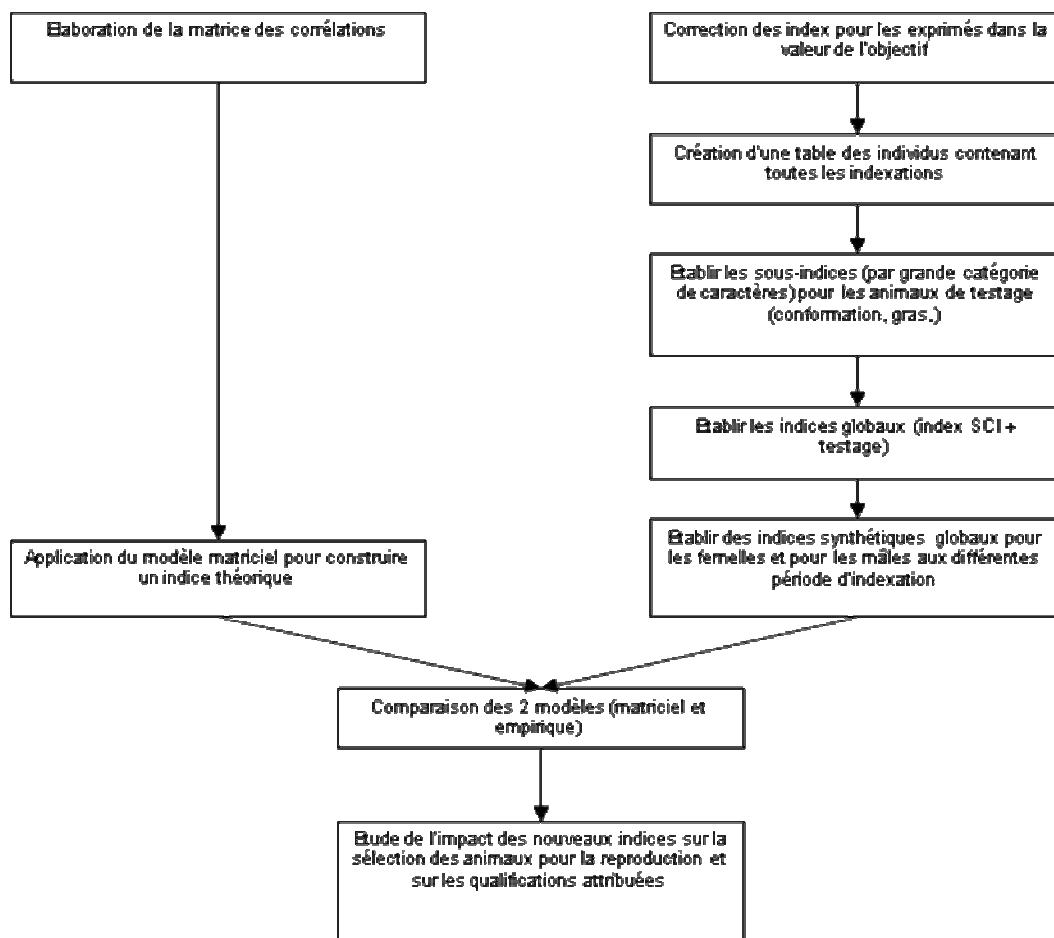 Elaboration de la matrice des corrélations
Correction des index pour les exprimés dans la
valeur de l'objectif
Création d'une table des individus contenant
toutes les indexations
Etablir les sous-indices (par grande catégorie
de caractères) pour les animaux de testage
(conformation, gras.)
Etablir les indices globaux (index SCI +
testage)
Application du modèle matriciel pour construire
un indice théorique
Etablir des indices synthétiques globaux pour
les femelles et pour les mâles aux différentes
période d'indexation
Comparaison des 2 modèles (matriciel et
empirique)
Etude de l'impact des nouveaux indices sur la
sélection des animaux pour la reproduction et
sur les qualifications attribuées